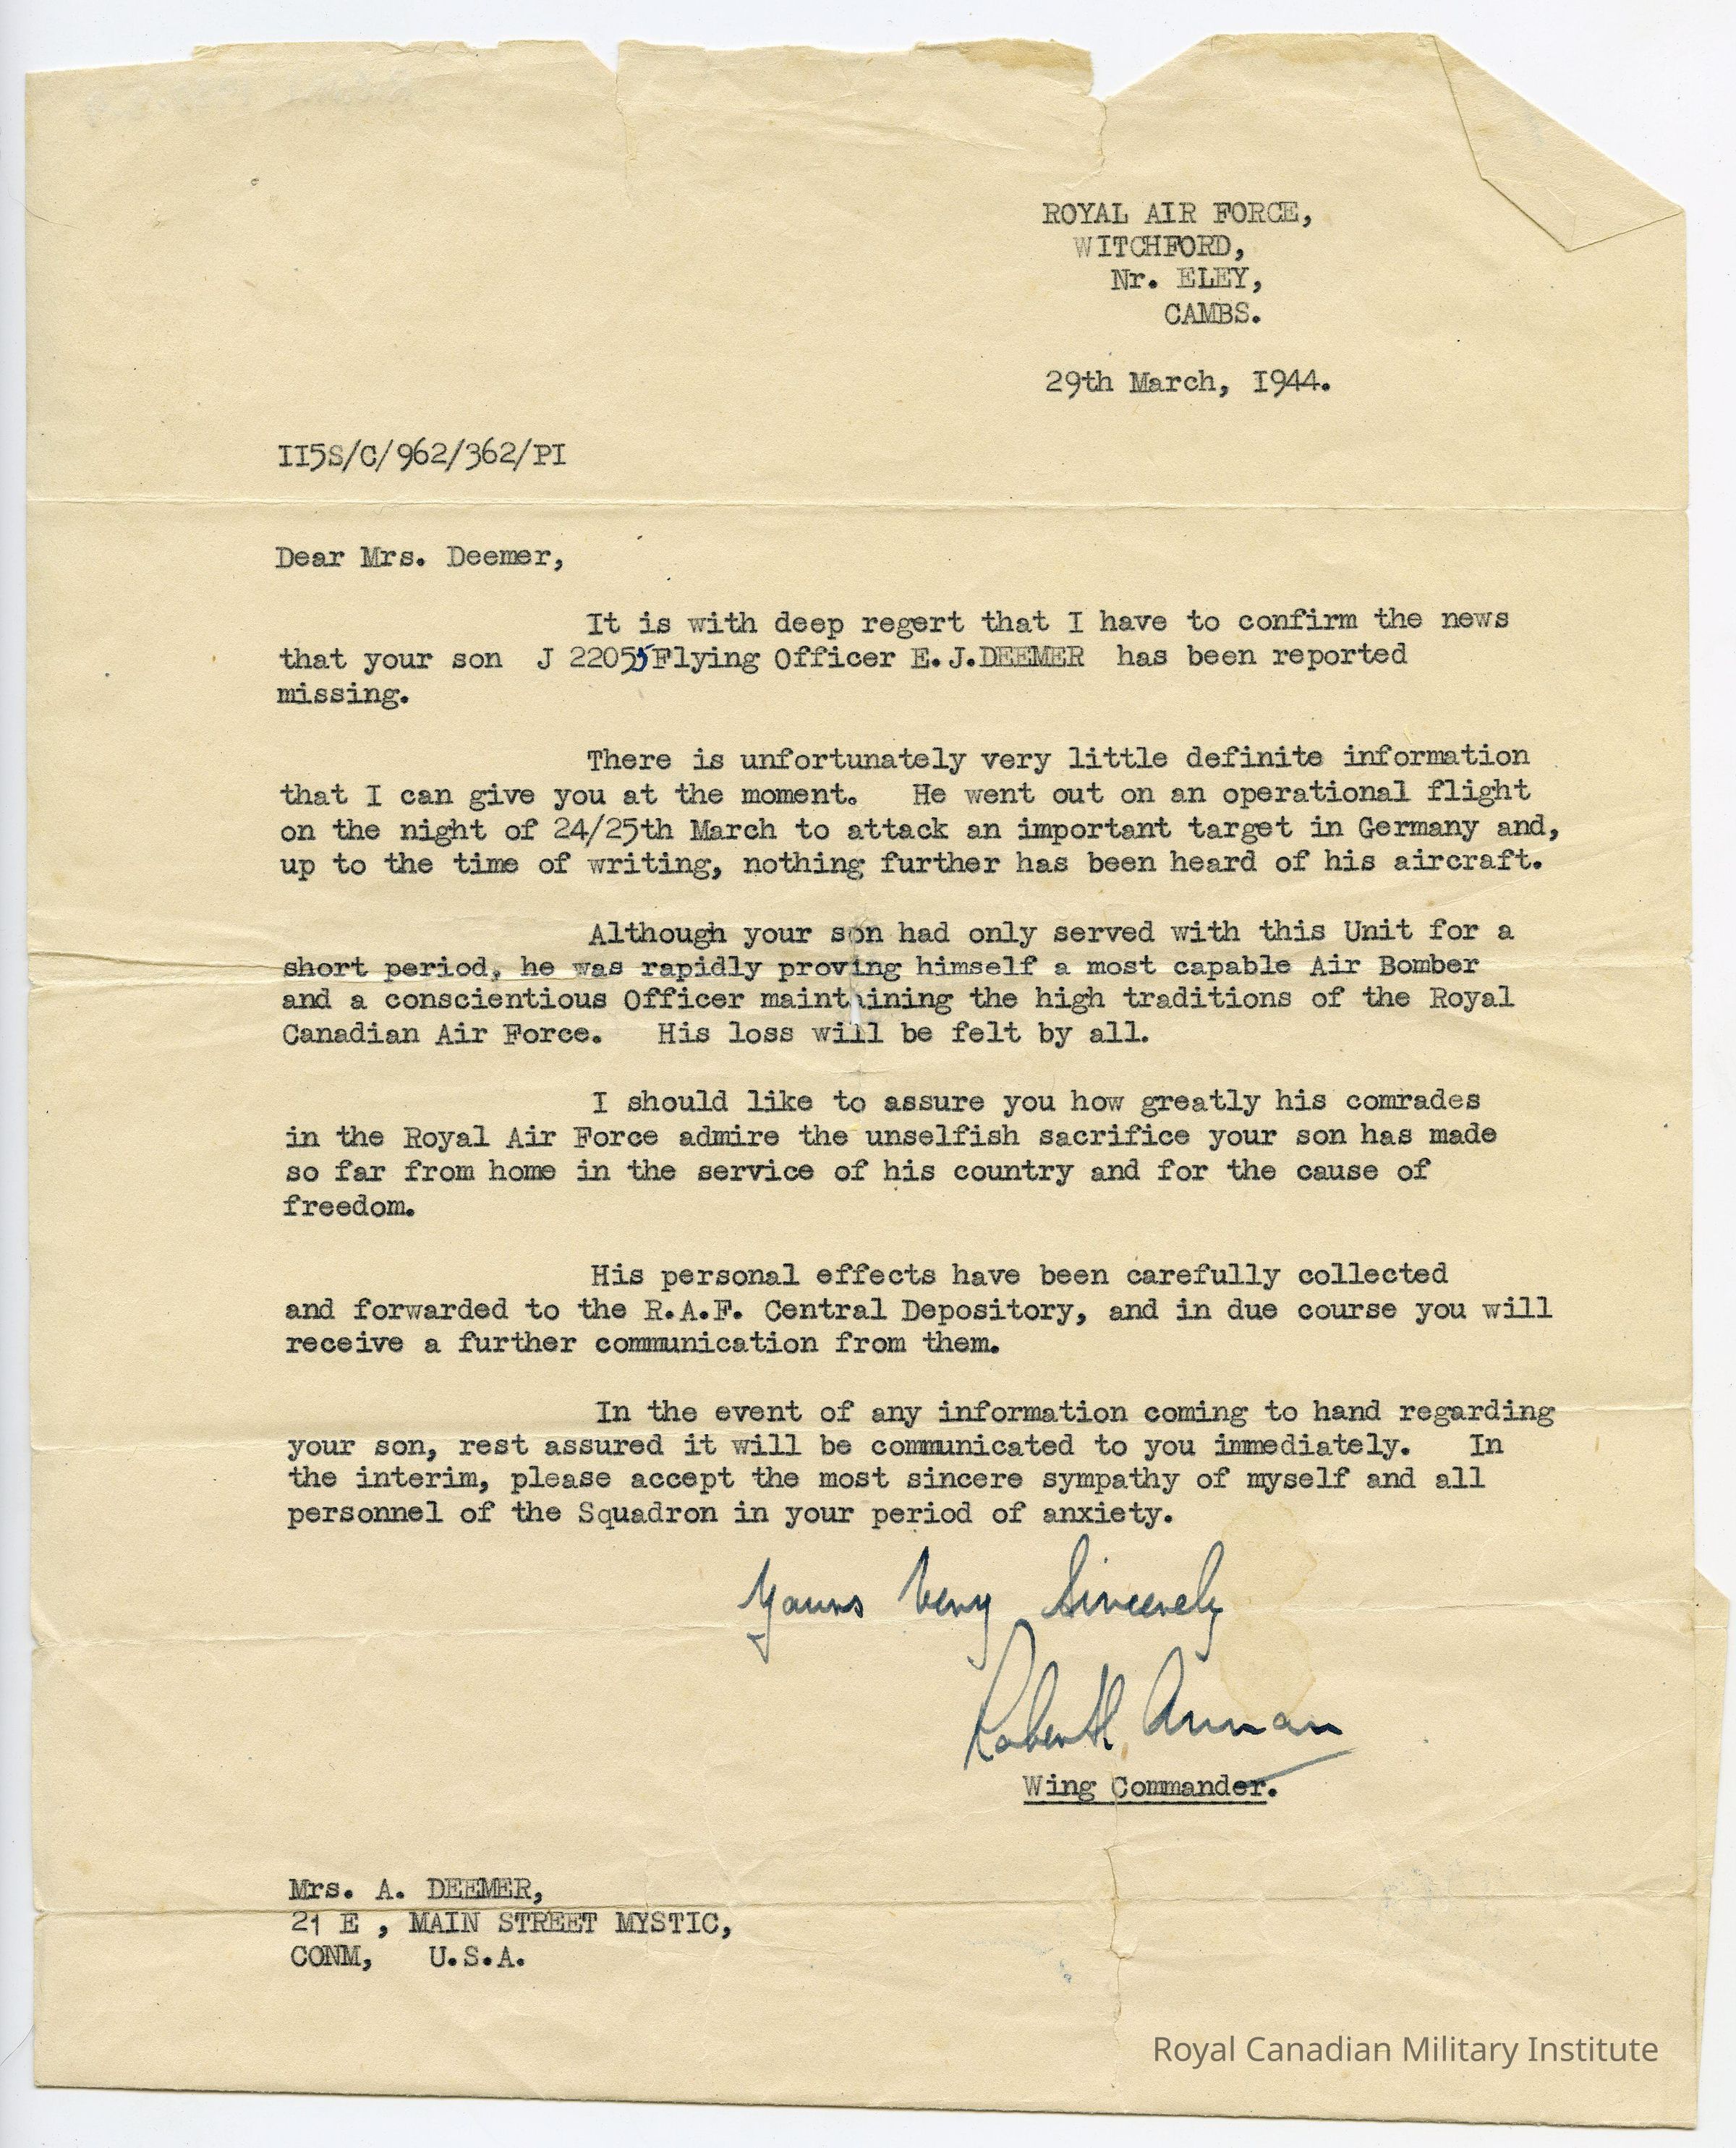 ROYAL AIR FORCE,
WITCHFORD,
Nr. ELEY,
CAMBS.
29th March, I944.
II5S/C/962/362/PI
Dear Mrs. Deemer,
It is with deep regert that I have to confirm the news
that your son J 22055 Flying Officer E.J.DEEMER has been reported
missing.
There is unfortunately very little definite information
that I can give you at the moment. He went out on an operational flight
on the night of 24/25th March to attack an important target in Germany and,
up to the time of writing, nothing further has been heard of his aircraft.
Although your son had only served with this Unit for a
short period, he was rapidly proving himself a most capable Air Bomber
and a conscientious Officer maintaining the high traditions of the Royal
Canadian Air Force. His loss will be felt by all.
I should like to assure you how greatly his comrades
in the Royal Air Force admire the unselfish sacrifice your son has made
so far from home in the service of his country and for the cause of
freedom.
His personal effects have been carefully collected
and forwarded to the R.A.F. Central Depository, and in due course you will
receive a further communication from them.
In the event of any information coming to hand regarding
your son, rest assured it will be communicated to you immediately. In
the interim, please accept the most sincere sympathy of myself and all
personnel of the Squadron in your period of anxiety.
Yours Very Sincerely
Robert H. Annan
Wing Commander.
Mrs. A. DEEMER,
21 E , MAIN STREET MYSTIC,
CONM, U.S.A.
Royal Canadian Military Institute